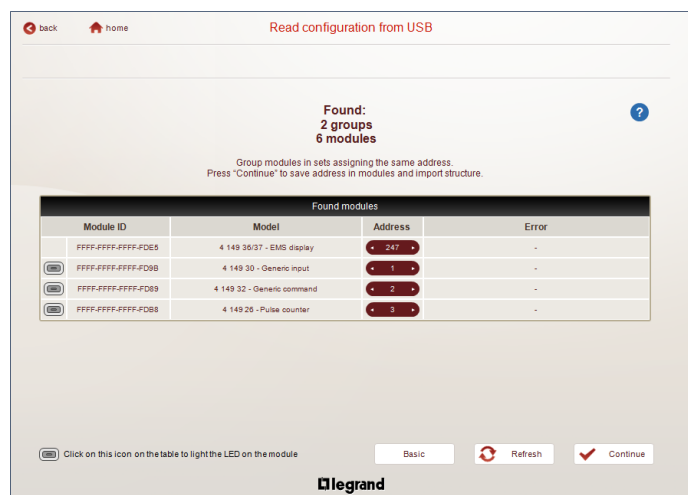 back
home
Read configuration from USB
Found:
2 groups
6 modules
?
Group modules in sets assigning the same address.
Press "Continue" to save address in modules and import structure.
Found modules
Module ID Model Address Error
FFFF-FFFF-FFFF-FDE5 4 149 36/37 - EMS display 247 -
FFFF-FFFF-FFFF-FD9B 4 149 30 - Generic input 1 -
FFFF-FFFF-FFFF-FD89 4 149 32 - Generic command 2 -
FFFF-FFFF-FFFF-FDB8 4 149 26 - Pulse counter 3 -
Click on this icon on the table to light the LED on the module
Basic
Refresh
Continue
legrand